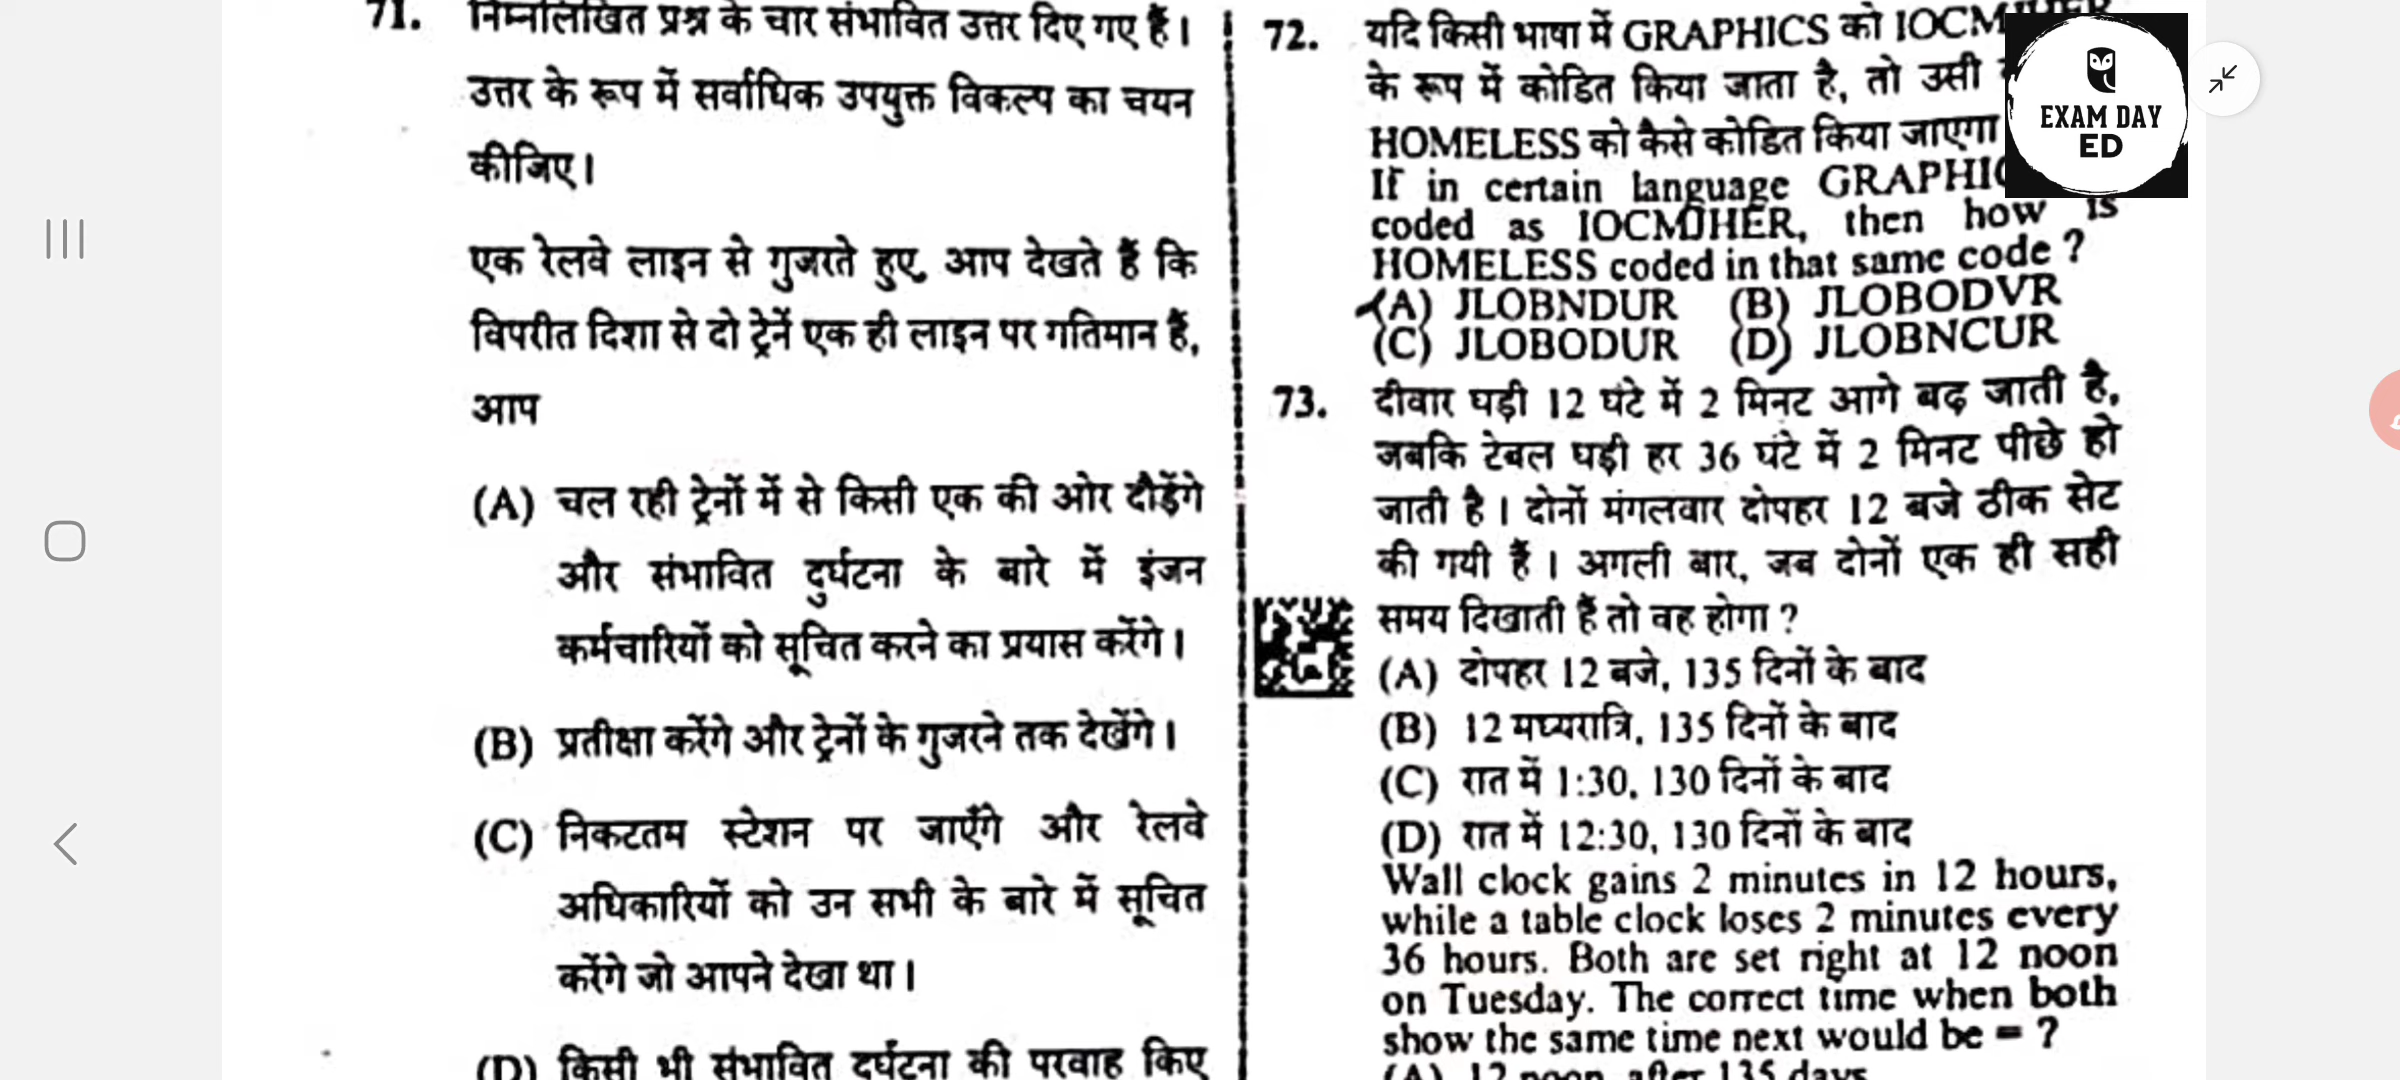 71. निम्नलिखित प्रश्न के चार संभावित उत्तर दिए गए हैं।
उत्तर के रूप में सर्वाधिक उपयुक्त विकल्प का चयन
कीजिए।
एक रेलवे लाइन से गुजरते हुए, आप देखते हैं कि
विपरीत दिशा से दो ट्रेनें एक ही लाइन पर गतिमान हैं,
आप
(A) चल रही ट्रेनों में से किसी एक की ओर दौड़ेंगे
और संभावित दुर्घटना के बारे में इंजन
कर्मचारियों को सूचित करने का प्रयास करेंगे।
(B) प्रतीक्षा करेंगे और ट्रेनों के गुजरने तक देखेंगे।
(C) निकटतम स्टेशन पर जाएँगे और रेलवे
अधिकारियों को उन सभी के बारे में सूचित
करेंगे जो आपने देखा था।
(D) किसी भी संभावित दुर्घटना की परवाह किए
72. यदि किसी भाषा में GRAPHICS को IOCMJHER
के रूप में कोडित किया जाता है, तो उसी
HOMELESS को कैसे कोडित किया जाएगा
If in certain language GRAPHIC
coded as IOCMJHER, then how is
HOMELESS coded in that same code ?
(A) JLOBNDUR (B) JLOBODVR
(C) JLOBODUR (D) JLOBNCUR
73. दीवार घड़ी 12 घंटे में 2 मिनट आगे बढ़ जाती है,
जबकि टेबल घड़ी हर 36 घंटे में 2 मिनट पीछे हो
जाती है। दोनों मंगलवार दोपहर 12 बजे ठीक सेट
की गयी हैं। अगली बार, जब दोनों एक ही सही
समय दिखाती हैं तो वह होगा ?
(A) दोपहर 12 बजे, 135 दिनों के बाद
(B) 12 मध्यरात्रि, 135 दिनों के बाद
(C) रात में 1:30, 130 दिनों के बाद
(D) रात में 12:30, 130 दिनों के बाद
Wall clock gains 2 minutes in 12 hours,
while a table clock loses 2 minutes every
36 hours. Both are set right at 12 noon
on Tuesday. The correct time when both
show the same time next would be = ?
(A) 12 noon, after 135 days
EXAM DAY
ED